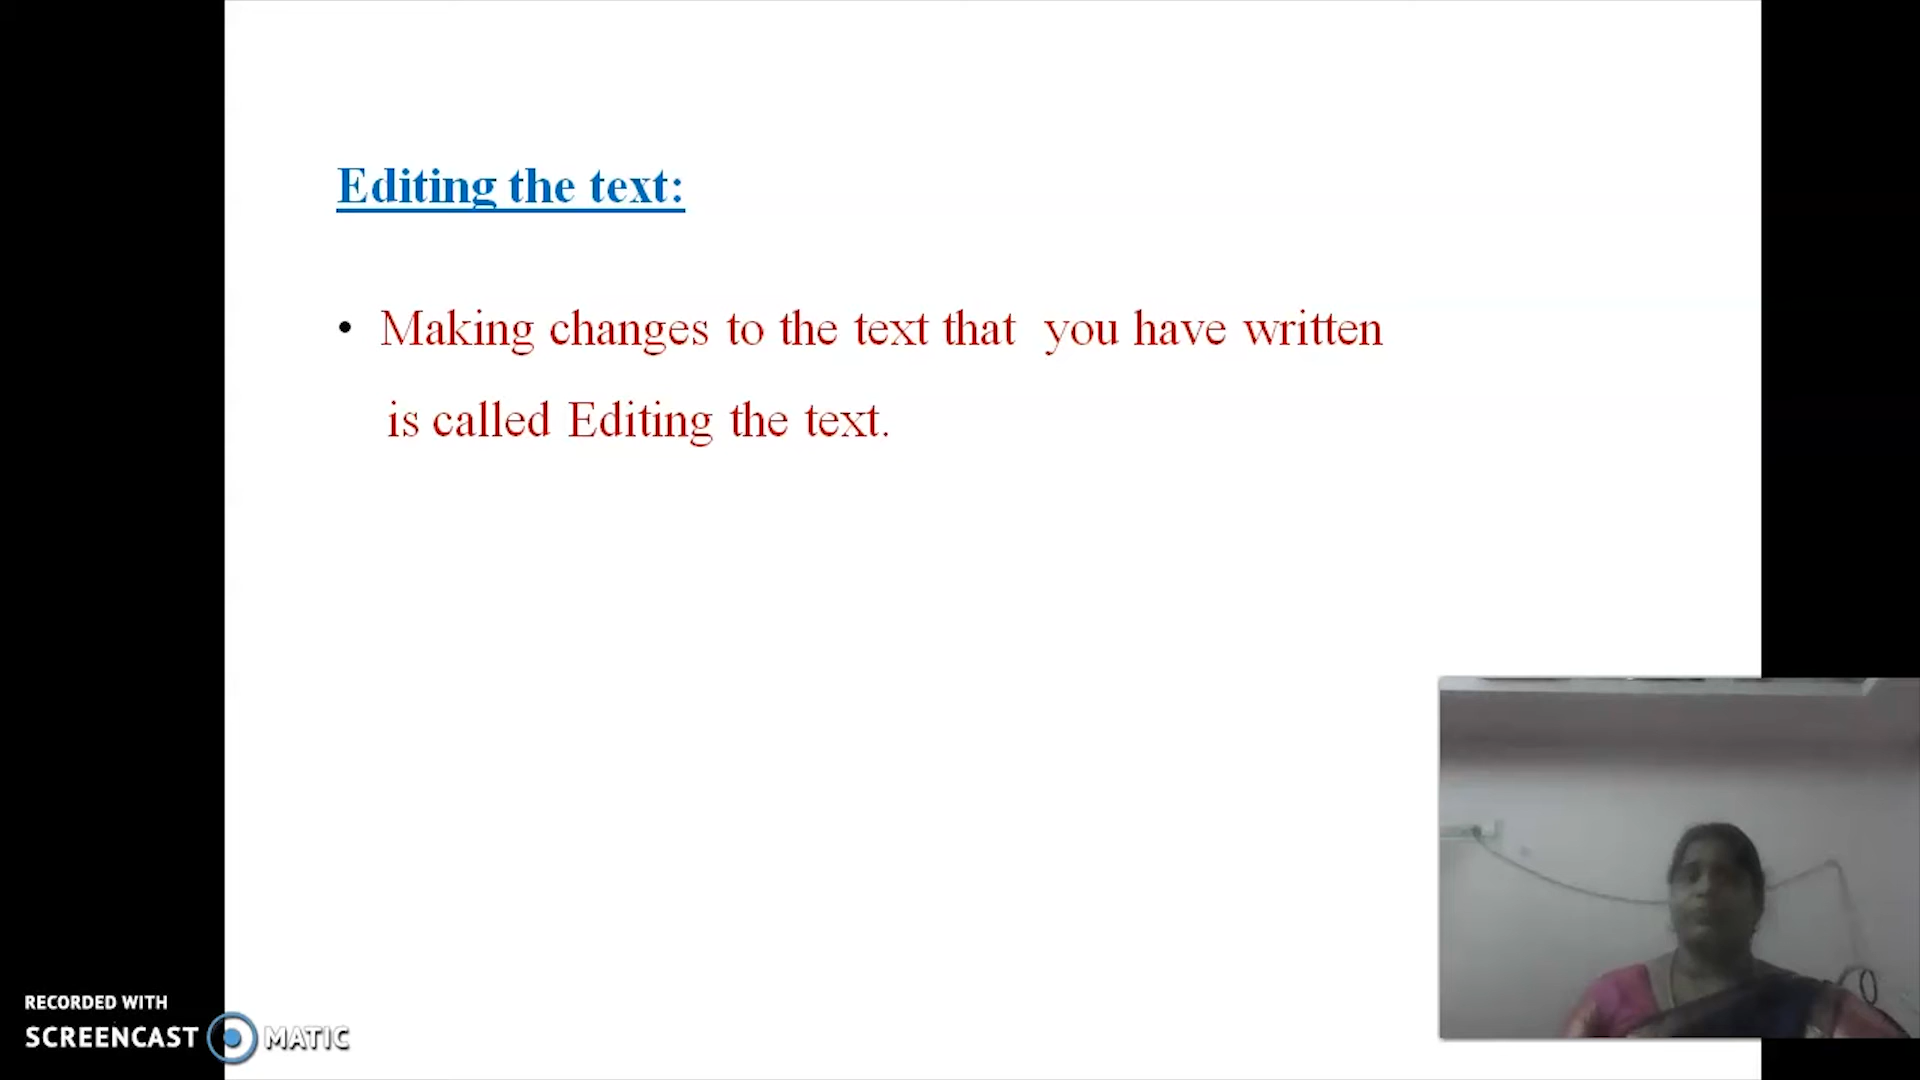 Editing the text:
• Making changes to the text that you have written
is called Editing the text.
RECORDED WITH
SCREENCAST MATIC